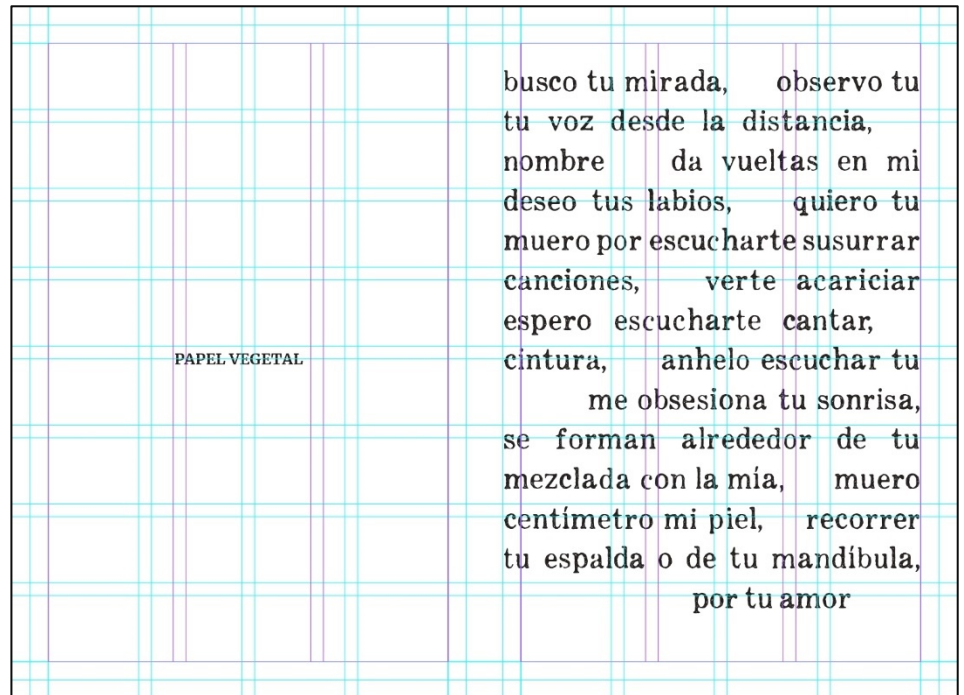 PAPEL VEGETAL
busco tu mirada, observo tu
tu voz desde la distancia,
nombre da vueltas en mi
deseo tus labios, quiero tu
muero por escucharte susurrar
canciones, verte acariciar
espero escucharte cantar,
cintura, anhelo escuchar tu
me obsesiona tu sonrisa,
se forman alrededor de tu
mezclada con la mía, muero
centímetro mi piel, recorrer
tu espalda o de tu mandíbula,
por tu amor